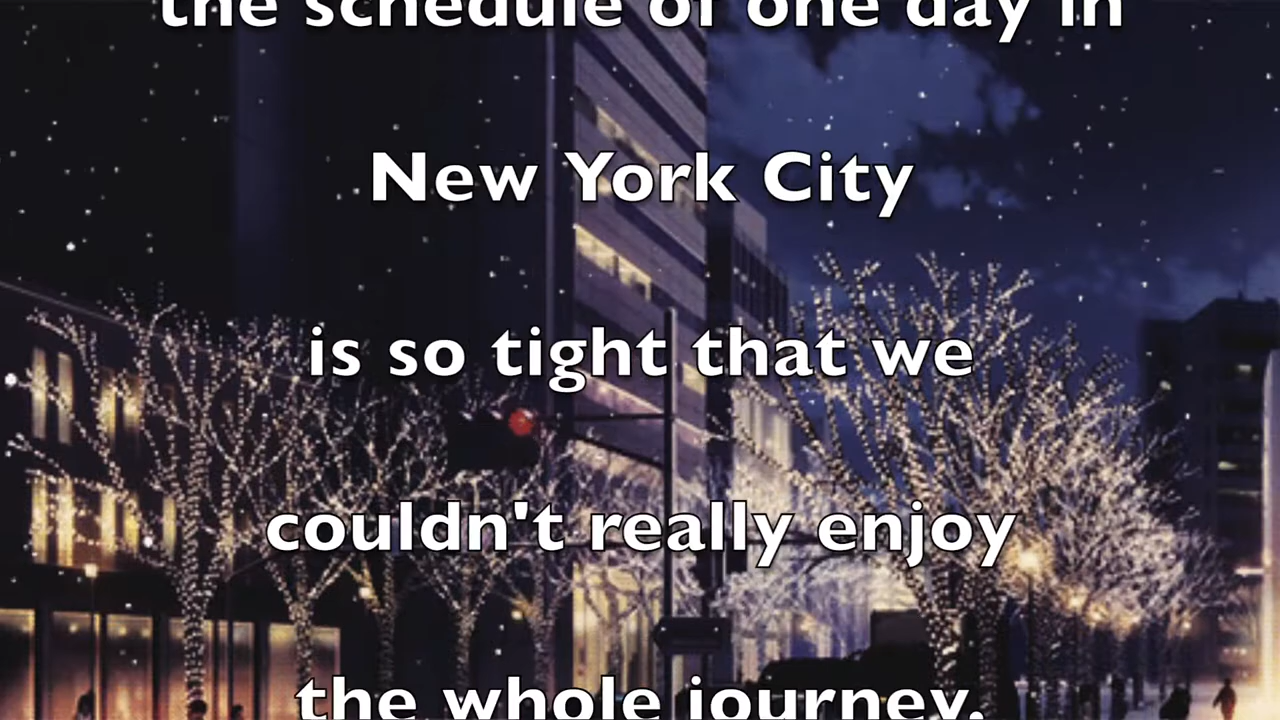 the schedule of one day in
New York City
is so tight that we
couldn't really enjoy
the whole journey.